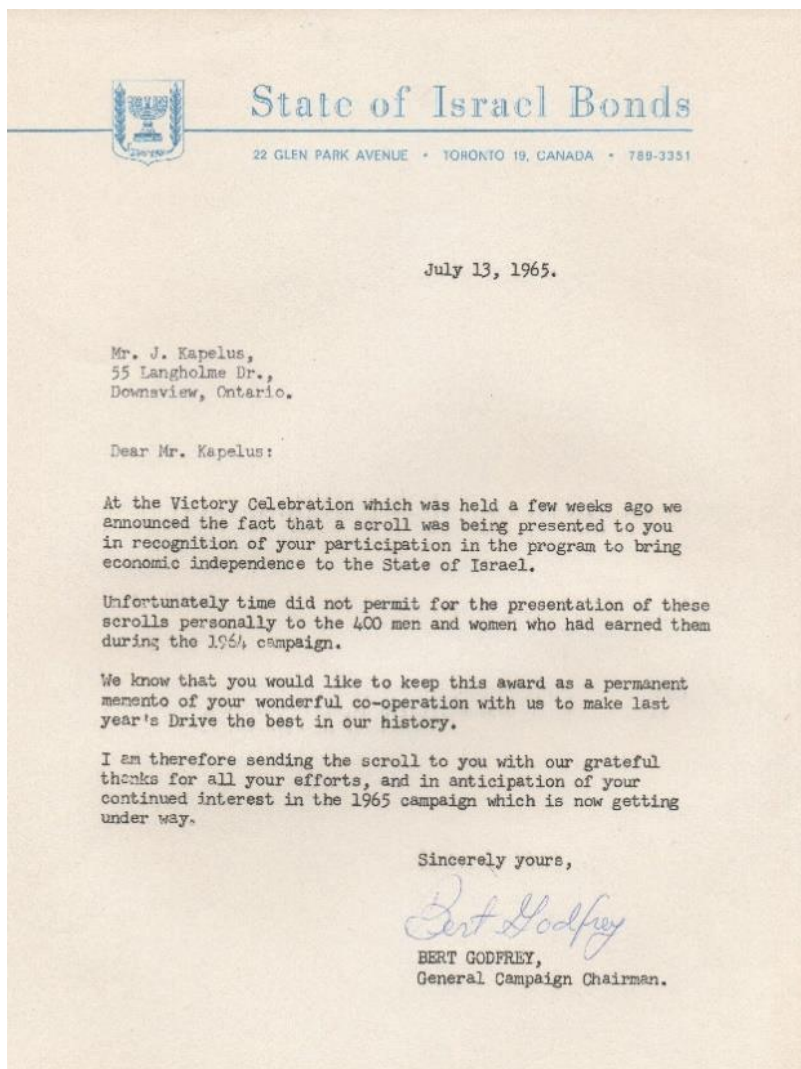 State of Israel Bonds
22 GLEN PARK AVENUE • TORONTO 19, CANADA • 789-3351
July 13, 1965.
Mr. J. Kapelus,
55 Langholme Dr.,
Downsview, Ontario.
Dear Mr. Kapelus:
At the Victory Celebration which was held a few weeks ago we
announced the fact that a scroll was being presented to you
in recognition of your participation in the program to bring
economic independence to the State of Israel.
Unfortunately time did not permit for the presentation of these
scrolls personally to the 400 men and women who had earned them
during the 1964 campaign.
We know that you would like to keep this award as a permanent
memento of your wonderful co-operation with us to make last
year's Drive the best in our history.
I am therefore sending the scroll to you with our grateful
thanks for all your efforts, and in anticipation of your
continued interest in the 1965 campaign which is now getting
under way.
Sincerely yours,
Bert Godfrey
BERT GODFREY,
General Campaign Chairman.